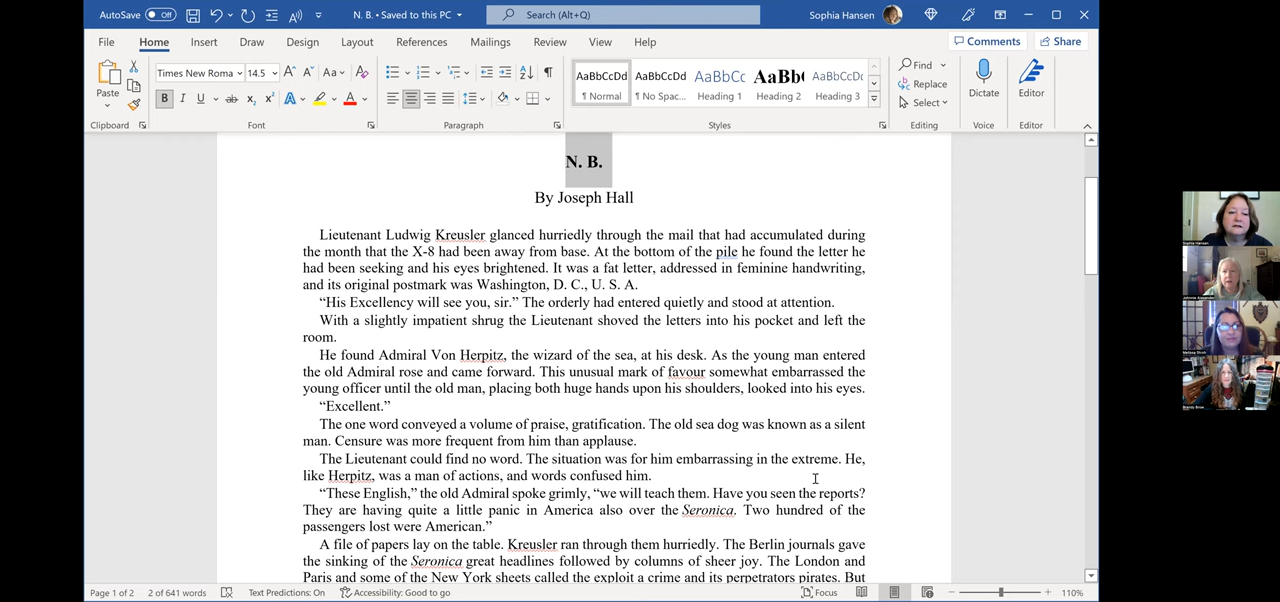 AutoSave Off N. B. • Saved to this PC Search (Alt+Q) Sophia Hansen
File Home Insert Draw Design Layout References Mailings Review View Help Comments Share
Times New Roma 14.5 Aa AaBbCcDd AaBbCcDd AaBbCc AaBb( AaBbCcDc Find
Paste Replace Dictate Editor
B I U ab x₂ x² A A ¶ Normal ¶ No Spac... Heading 1 Heading 2 Heading 3 Select
Clipboard Font Paragraph Styles Editing Voice Editor
N. B.
By Joseph Hall
Lieutenant Ludwig Kreusler glanced hurriedly through the mail that had accumulated during
the month that the X-8 had been away from base. At the bottom of the pile he found the letter he
had been seeking and his eyes brightened. It was a fat letter, addressed in feminine handwriting,
and its original postmark was Washington, D. C., U. S. A.
“His Excellency will see you, sir.” The orderly had entered quietly and stood at attention.
With a slightly impatient shrug the Lieutenant shoved the letters into his pocket and left the
room.
He found Admiral Von Herpitz, the wizard of the sea, at his desk. As the young man entered
the old Admiral rose and came forward. This unusual mark of favour somewhat embarrassed the
young officer until the old man, placing both huge hands upon his shoulders, looked into his eyes.
“Excellent.”
The one word conveyed a volume of praise, gratification. The old sea dog was known as a silent
man. Censure was more frequent from him than applause.
The Lieutenant could find no word. The situation was for him embarrassing in the extreme. He,
like Herpitz, was a man of actions, and words confused him.
“These English,” the old Admiral spoke grimly, “we will teach them. Have you seen the reports?
They are having quite a little panic in America also over the Seronica. Two hundred of the
passengers lost were American.”
A file of papers lay on the table. Kreusler ran through them hurriedly. The Berlin journals gave
the sinking of the Seronica great headlines followed by columns of sheer joy. The London and
Paris and some of the New York sheets called the exploit a crime and its perpetrators pirates. But
Page 1 of 2 2 of 641 words Text Predictions: On Accessibility: Good to go Focus 110%
Sophia Hansen
Johnnie Alexander
Melissa Shroh
Brandy Brow